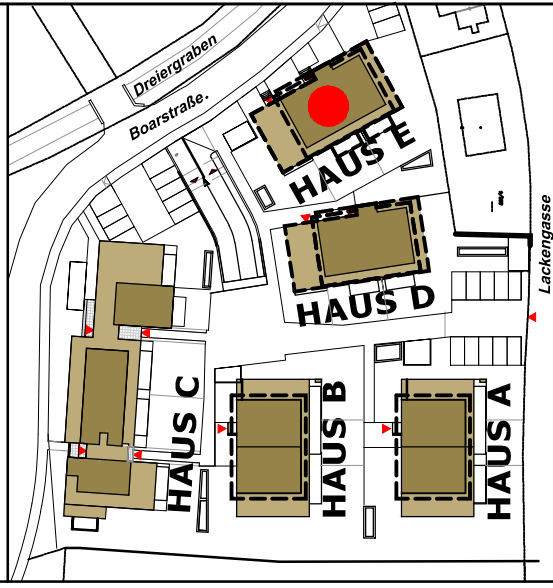 Dreiergraben
Boarstraße.
HAUS E
Lackengasse
HAUS D
HAUS C
HAUS B
HAUS A